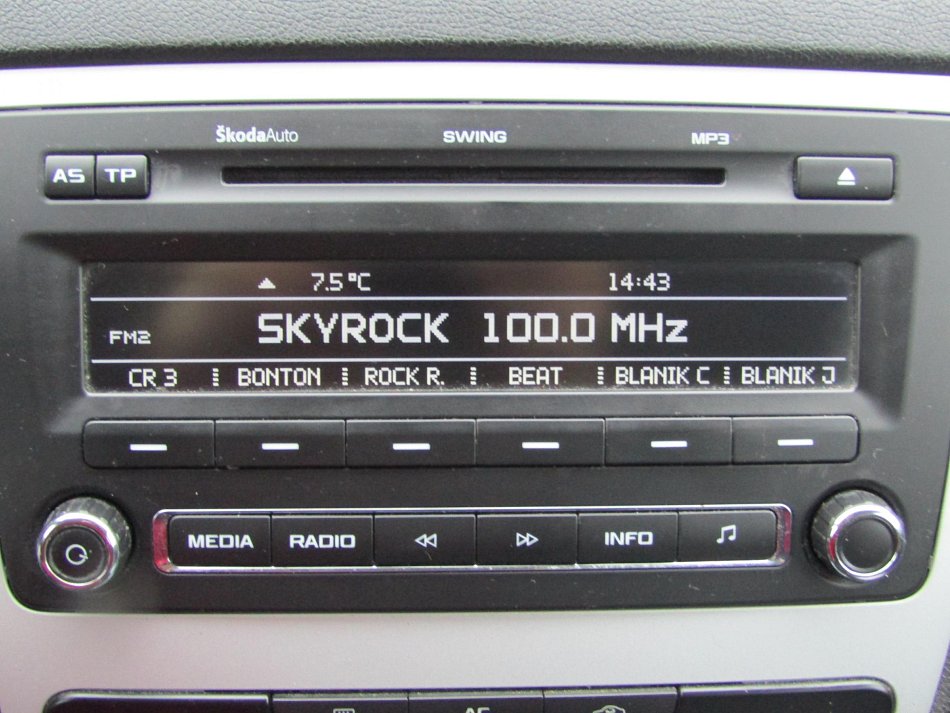 ŠkodaAuto SWING MP3
AS TP
7.5°C 14:43
FM2 SKYROCK 100.0 MHz
CR 3 BONTON ROCK R. BEAT BLANIK C BLANIK J
MEDIA RADIO INFO
AF